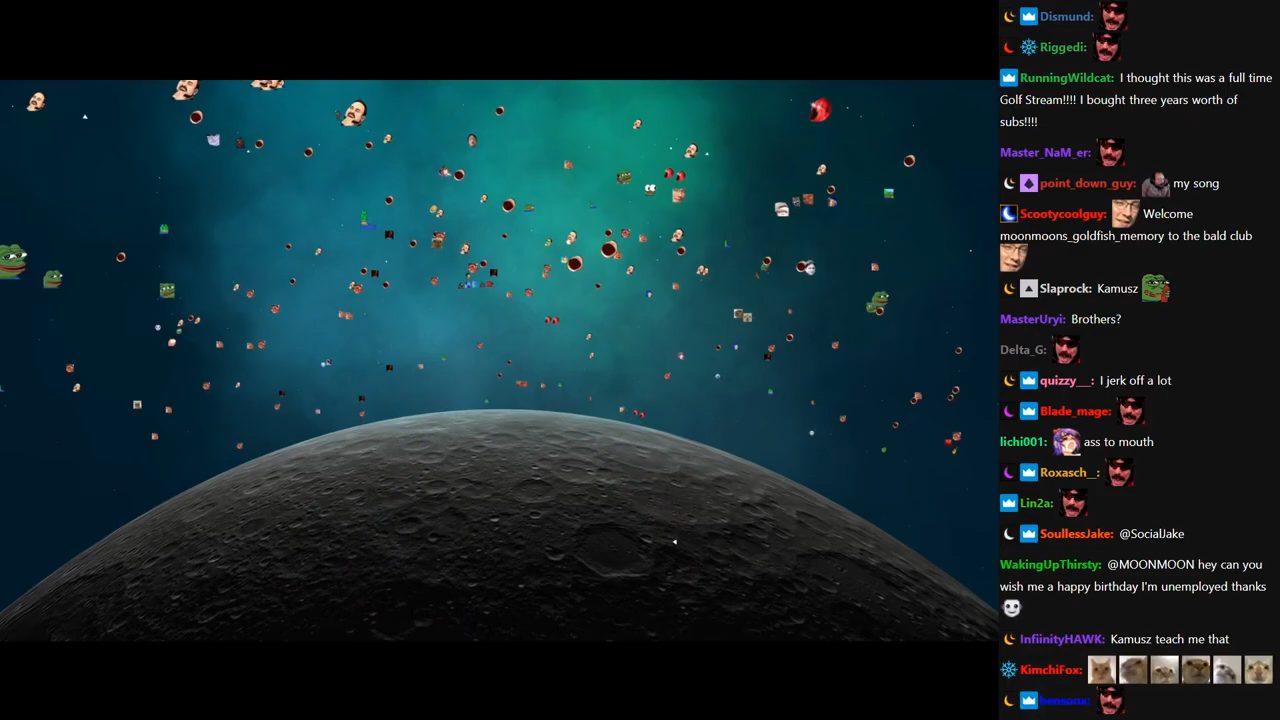 Dismund:
Riggedi:
RunningWildcat: I thought this was a full time
Golf Stream!!!! I bought three years worth of
subs!!!!
Master_NaM_er:
point_down_guy: my song
Scootycoolguy: Welcome
moonmoons_goldfish_memory to the bald club
Slaprock: Kamusz
MasterUryi: Brothers?
Delta_G:
quizzy___: I jerk off a lot
Blade_mage:
lichi001: ass to mouth
Roxasch_:
Lin2a:
SoullessJake: @SocialJake
WakingUpThirsty: @MOONMOON hey can you
wish me a happy birthday I'm unemployed thanks
InfiinityHAWK: Kamusz teach me that
KimchiFox:
hensonx: